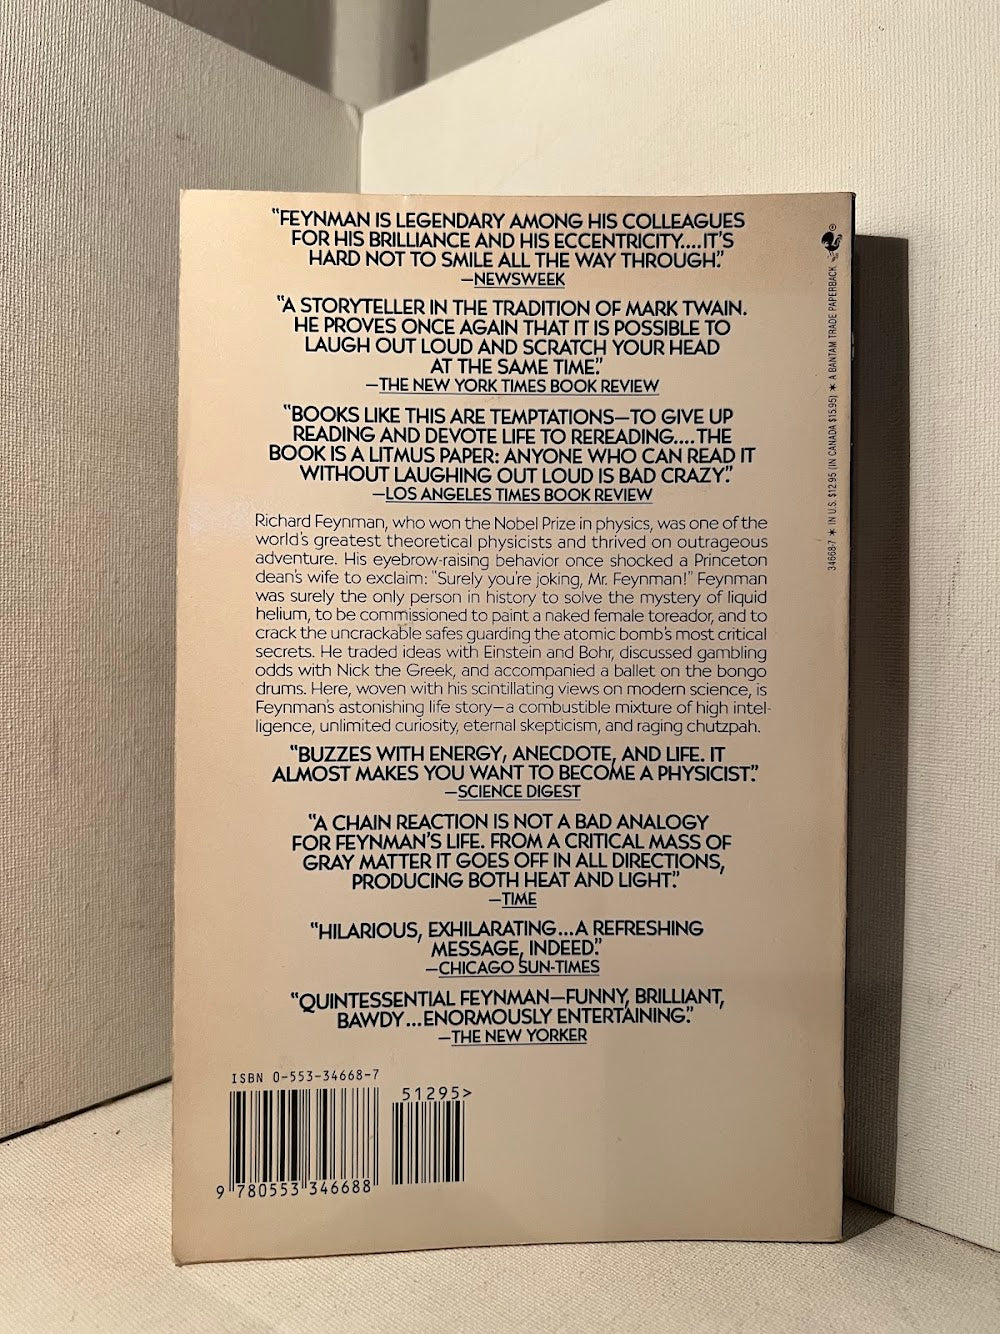 "FEYNMAN IS LEGENDARY AMONG HIS COLLEAGUES
FOR HIS BRILLIANCE AND HIS ECCENTRICITY....IT'S
HARD NOT TO SMILE ALL THE WAY THROUGH."
—NEWSWEEK
"A STORYTELLER IN THE TRADITION OF MARK TWAIN.
HE PROVES ONCE AGAIN THAT IT IS POSSIBLE TO
LAUGH OUT LOUD AND SCRATCH YOUR HEAD
AT THE SAME TIME."
—THE NEW YORK TIMES BOOK REVIEW
"BOOKS LIKE THIS ARE TEMPTATIONS—TO GIVE UP
READING AND DEVOTE LIFE TO REREADING....THE
BOOK IS A LITMUS PAPER: ANYONE WHO CAN READ IT
WITHOUT LAUGHING OUT LOUD IS BAD CRAZY."
—LOS ANGELES TIMES BOOK REVIEW
Richard Feynman, who won the Nobel Prize in physics, was one of the
world's greatest theoretical physicists and thrived on outrageous
adventure. His eyebrow-raising behavior once shocked a Princeton
dean's wife to exclaim: "Surely you're joking, Mr. Feynman!" Feynman
was surely the only person in history to solve the mystery of liquid
helium, to be commissioned to paint a naked female toreador, and to
crack the uncrackable safes guarding the atomic bomb's most critical
secrets. He traded ideas with Einstein and Bohr, discussed gambling
odds with Nick the Greek, and accompanied a ballet on the bongo
drums. Here, woven with his scintillating views on modern science, is
Feynman's astonishing life story—a combustible mixture of high intel-
ligence, unlimited curiosity, eternal skepticism, and raging chutzpah.
"BUZZES WITH ENERGY, ANECDOTE, AND LIFE. IT
ALMOST MAKES YOU WANT TO BECOME A PHYSICIST."
—SCIENCE DIGEST
"A CHAIN REACTION IS NOT A BAD ANALOGY
FOR FEYNMAN'S LIFE. FROM A CRITICAL MASS OF
GRAY MATTER IT GOES OFF IN ALL DIRECTIONS,
PRODUCING BOTH HEAT AND LIGHT."
—TIME
"HILARIOUS, EXHILARATING...A REFRESHING
MESSAGE, INDEED."
—CHICAGO SUN-TIMES
"QUINTESSENTIAL FEYNMAN—FUNNY, BRILLIANT,
BAWDY...ENORMOUSLY ENTERTAINING."
—THE NEW YORKER
ISBN 0-553-34668-7
51295>
9 780553 346688
34668-7 ★ IN U.S. $12.95 (IN CANADA $15.95) ★ A BANTAM TRADE PAPERBACK
®